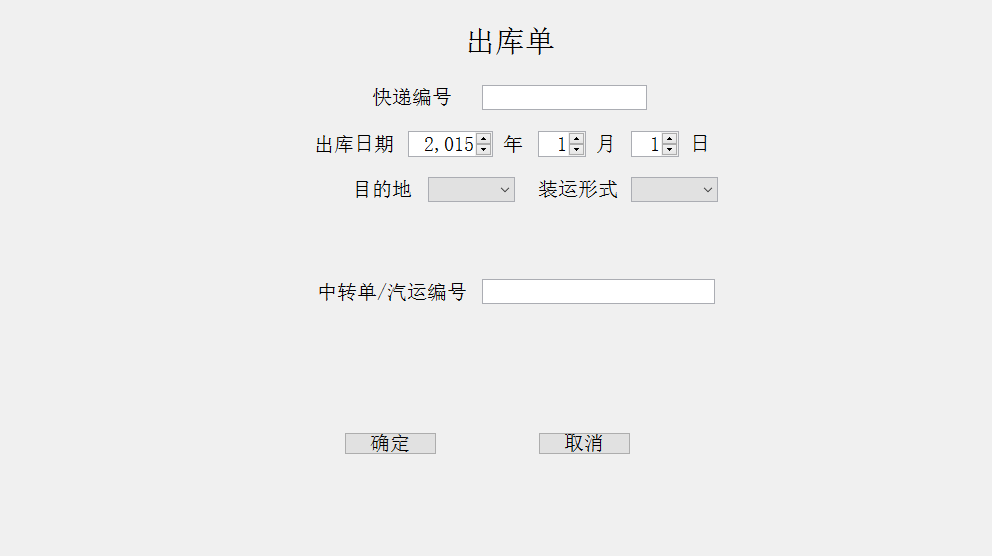 出库单
快递编号
出库日期 2,015 年 1 月 1 日
目的地 装运形式
中转单/汽运编号
确定 取消